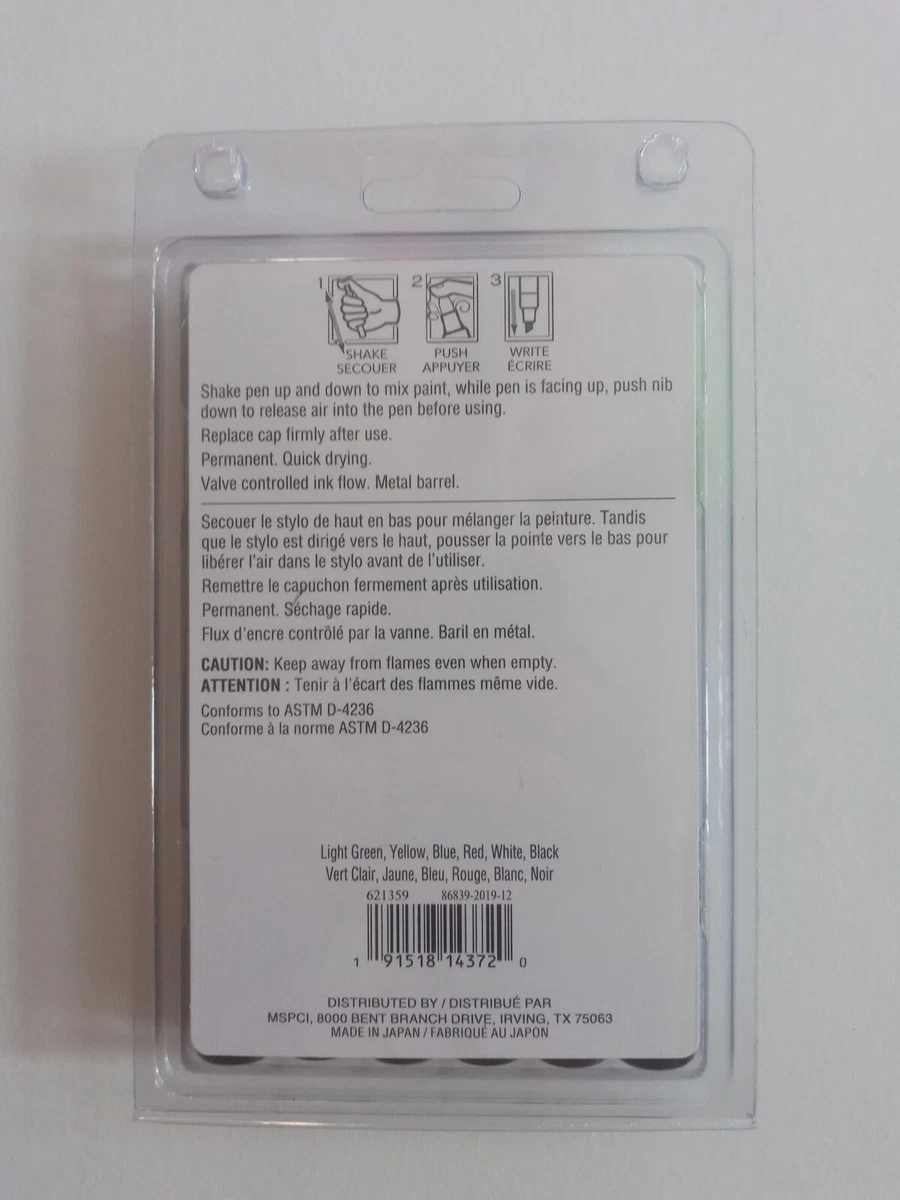 1 2 3
SHAKE PUSH WRITE
SECOUER APPUYER ÉCRIRE
Shake pen up and down to mix paint, while pen is facing up, push nib
down to release air into the pen before using.
Replace cap firmly after use.
Permanent. Quick drying.
Valve controlled ink flow. Metal barrel.
Secouer le stylo de haut en bas pour mélanger la peinture. Tandis
que le stylo est dirigé vers le haut, pousser la pointe vers le bas pour
libérer l'air dans le stylo avant de l'utiliser.
Remettre le capuchon fermement après utilisation.
Permanent. Séchage rapide.
Flux d'encre contrôlé par la vanne. Baril en métal.
CAUTION: Keep away from flames even when empty.
ATTENTION : Tenir à l'écart des flammes même vide.
Conforms to ASTM D-4236
Conforme à la norme ASTM D-4236
Light Green, Yellow, Blue, Red, White, Black
Vert Clair, Jaune, Bleu, Rouge, Blanc, Noir
621359 86839-2019-12
1 91518 14372 0
DISTRIBUTED BY / DISTRIBUÉ PAR
MSPCI, 8000 BENT BRANCH DRIVE, IRVING, TX 75063
MADE IN JAPAN / FABRIQUÉ AU JAPON